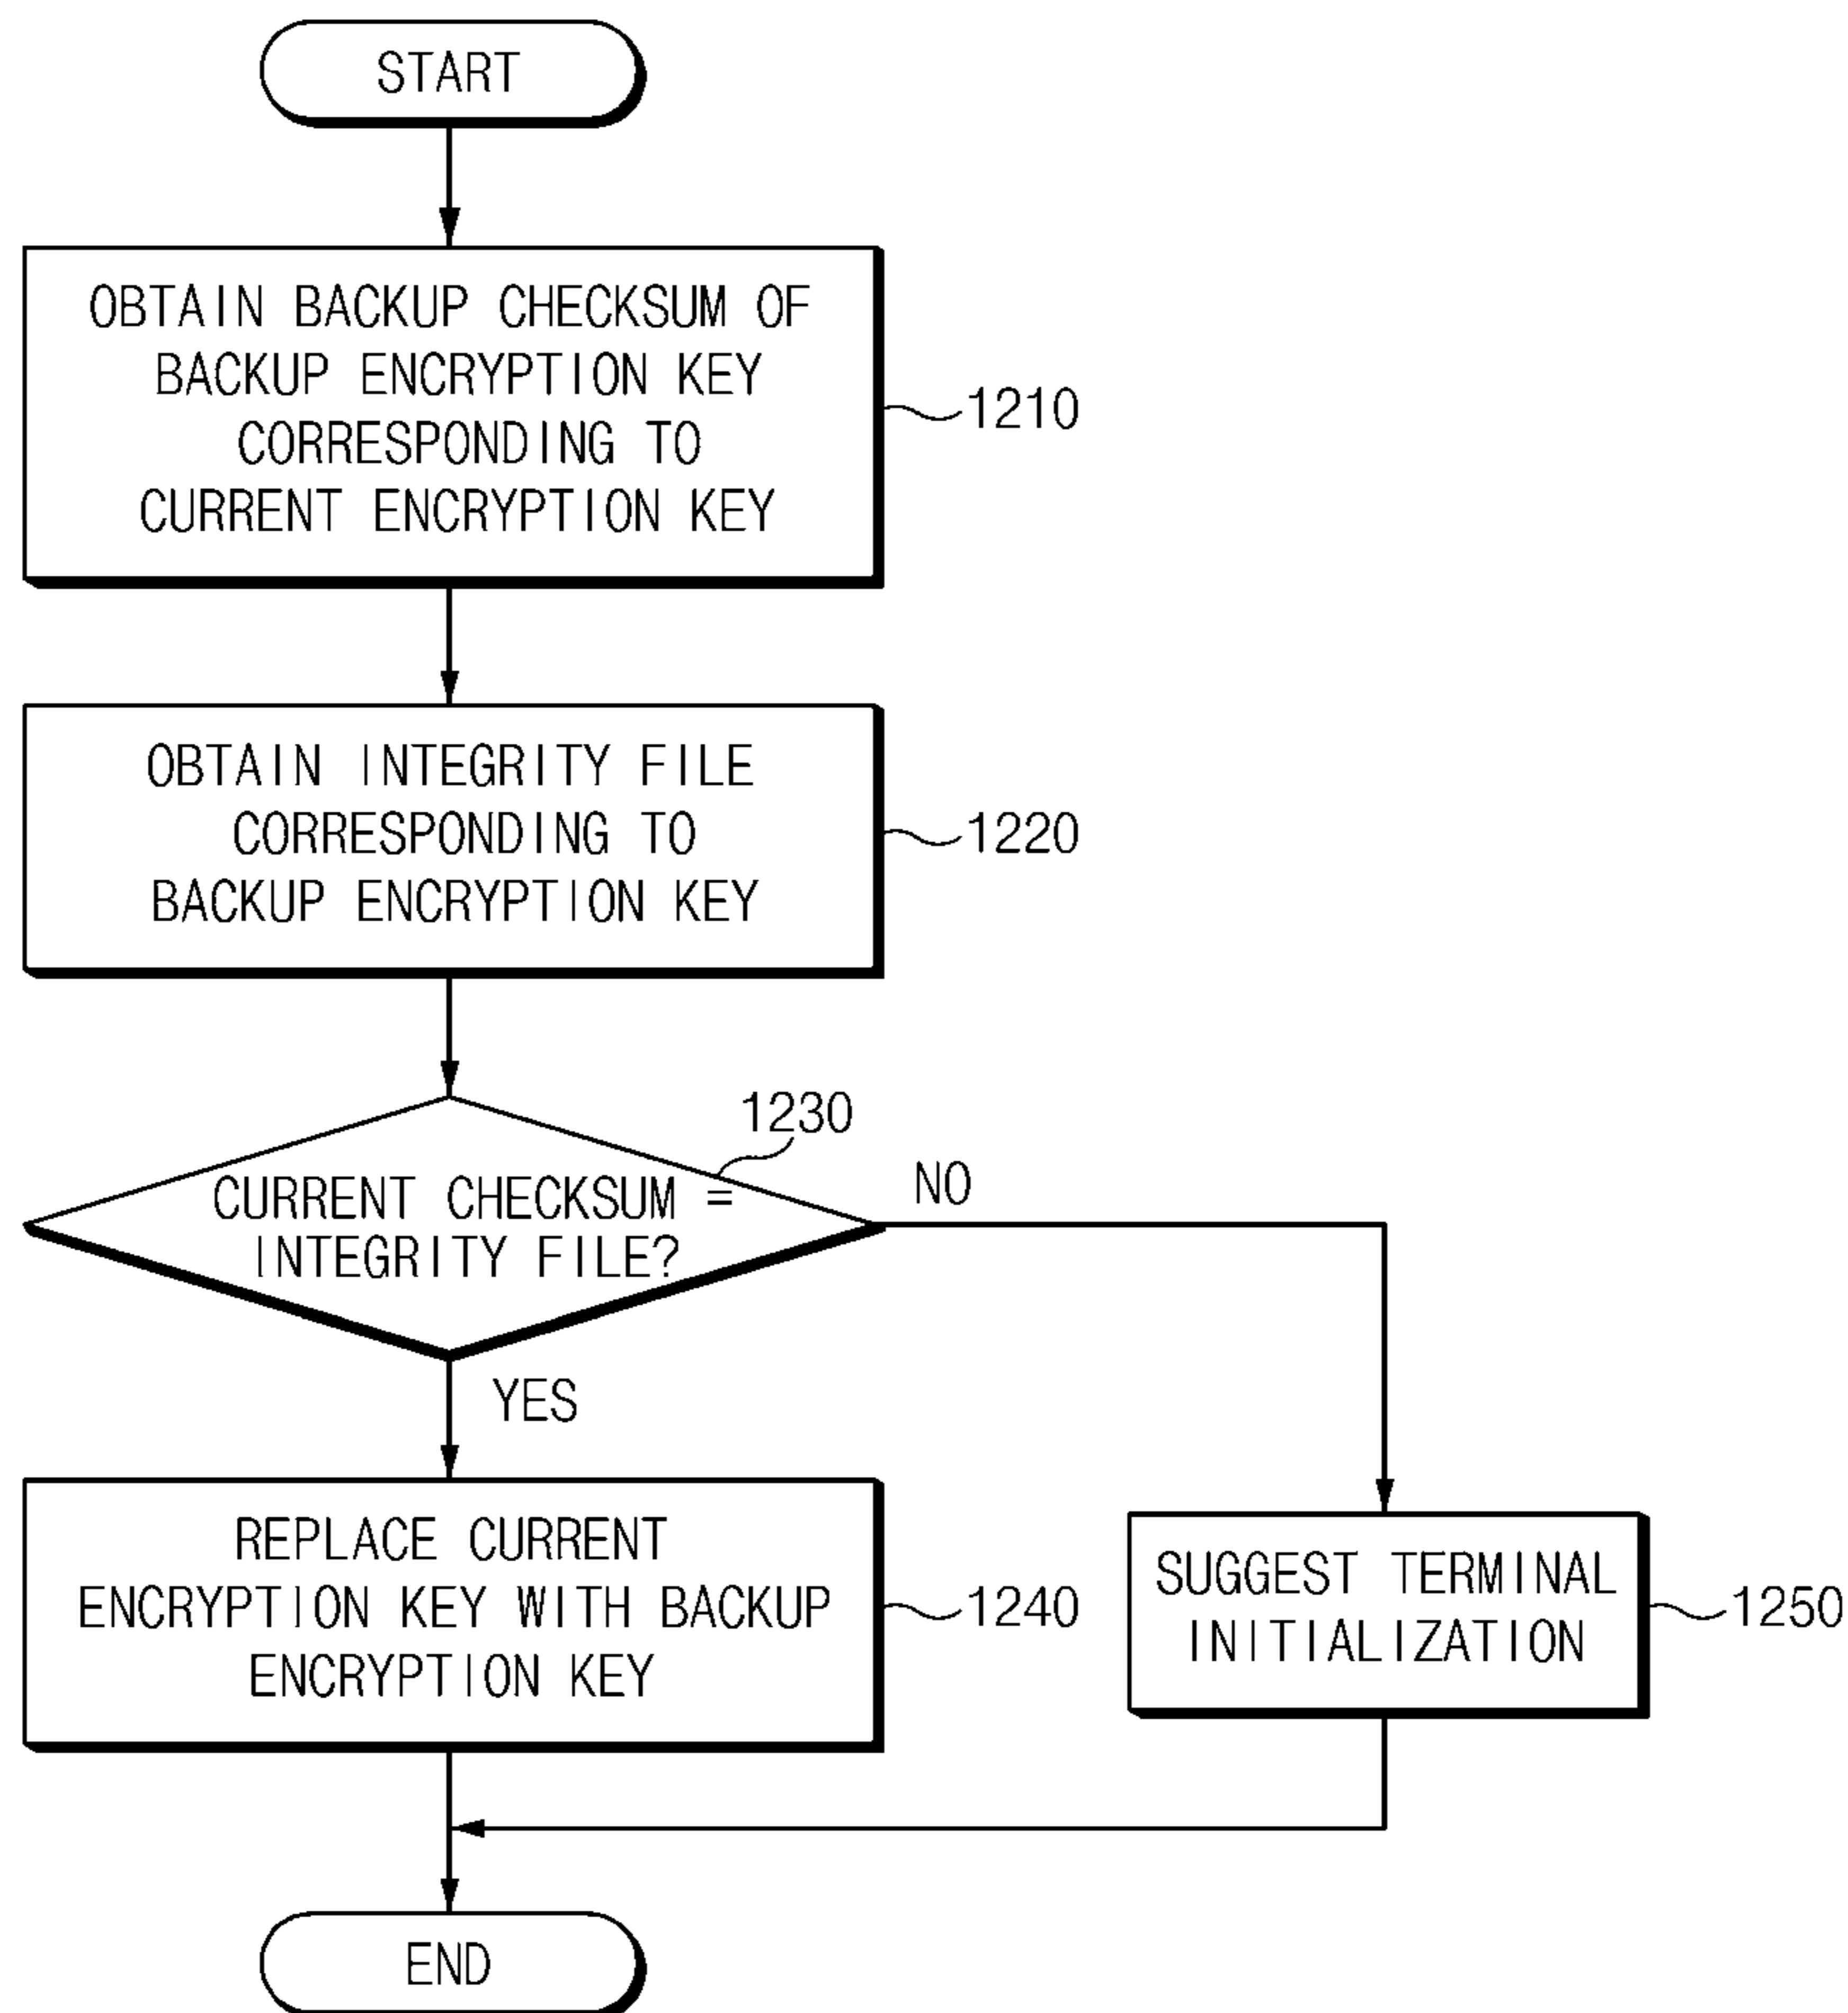 START
OBTAIN BACKUP CHECKSUM OF
BACKUP ENCRYPTION KEY
CORRESPONDING TO
CURRENT ENCRYPTION KEY
1210
OBTAIN INTEGRITY FILE
CORRESPONDING TO
BACKUP ENCRYPTION KEY
1220
1230
CURRENT CHECKSUM =
INTEGRITY FILE?
NO
YES
REPLACE CURRENT
ENCRYPTION KEY WITH BACKUP
ENCRYPTION KEY
1240
SUGGEST TERMINAL
INITIALIZATION
1250
END